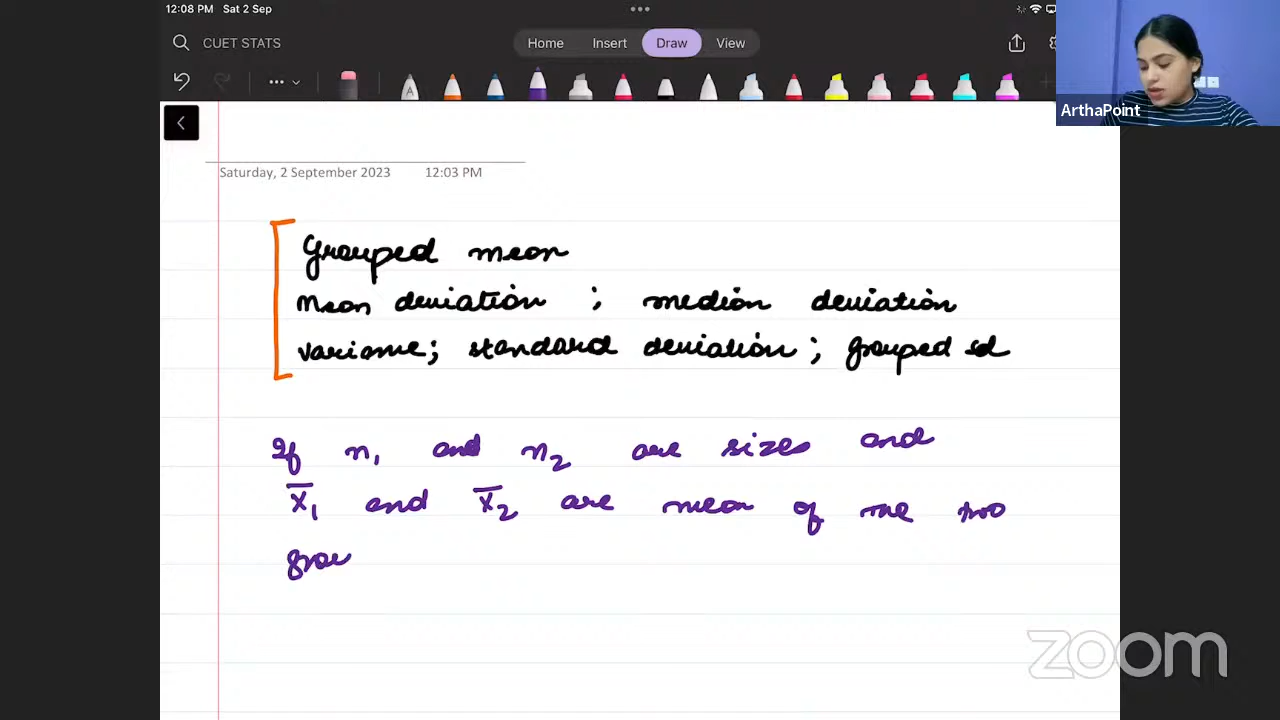 12:08 PM Sat 2 Sep
CUET STATS
Home Insert Draw View
A
ArthaPoint
Saturday, 2 September 2023 12:03 PM
Grouped mean
Mean deviation ; median deviation
variance; standard deviation ; grouped sd
If n₁ and n₂ are sizes and
X̅₁ and X̅₂ are mean of the two
grou
zoom